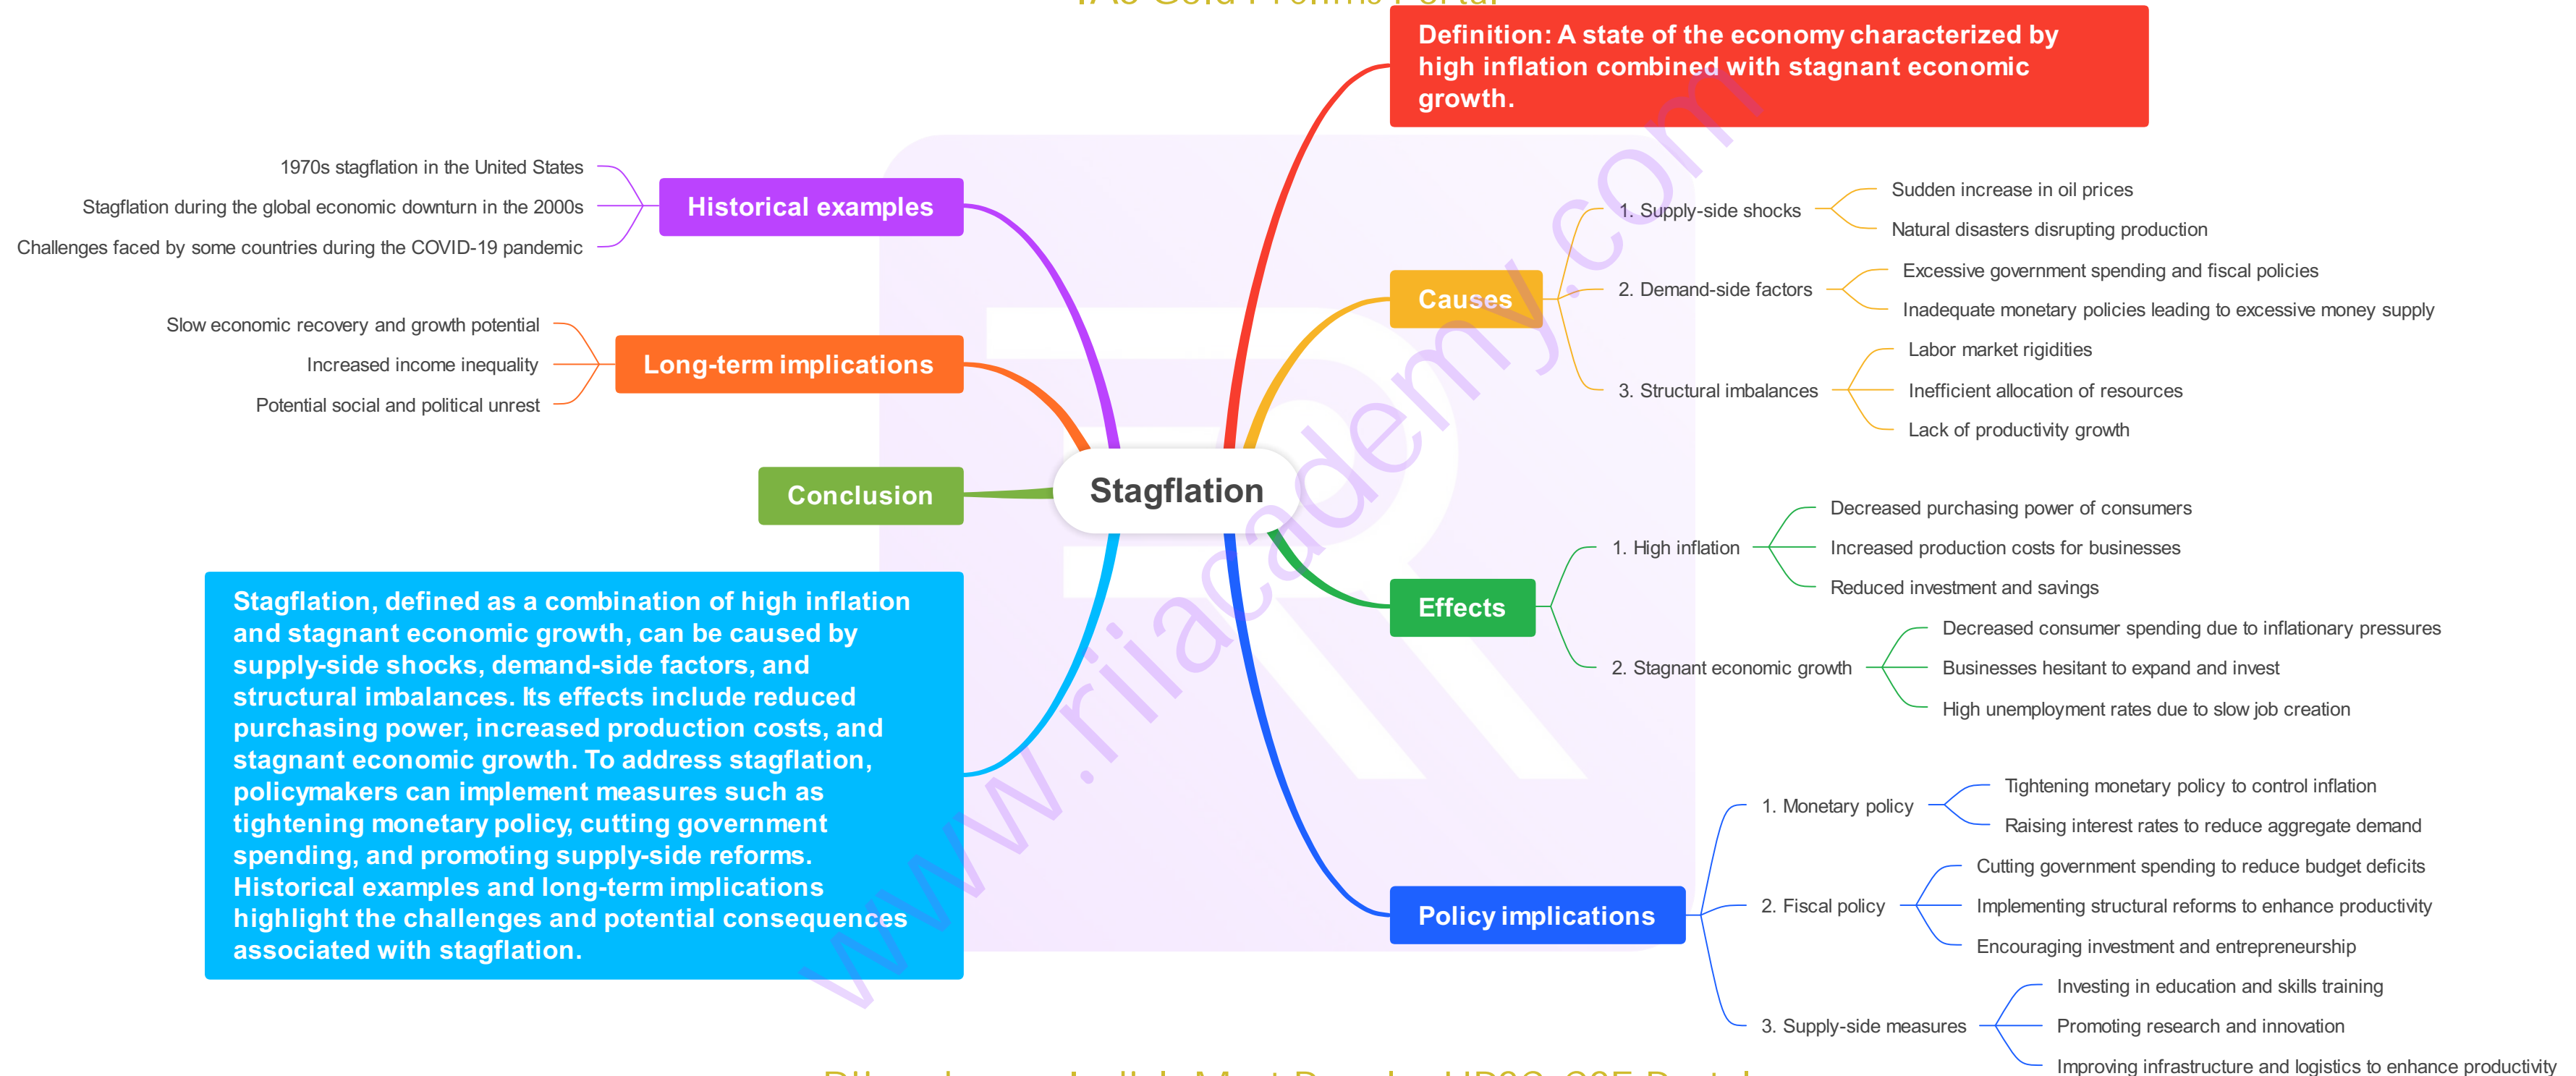 Definition: A state of the economy characterized by
high inflation combined with stagnant economic
growth.
Historical examples
1970s stagflation in the United States
Stagflation during the global economic downturn in the 2000s
Challenges faced by some countries during the COVID-19 pandemic
Long-term implications
Slow economic recovery and growth potential
Increased income inequality
Potential social and political unrest
Conclusion
Stagflation
Stagflation, defined as a combination of high inflation
and stagnant economic growth, can be caused by
supply-side shocks, demand-side factors, and
structural imbalances. Its effects include reduced
purchasing power, increased production costs, and
stagnant economic growth. To address stagflation,
policymakers can implement measures such as
tightening monetary policy, cutting government
spending, and promoting supply-side reforms.
Historical examples and long-term implications
highlight the challenges and potential consequences
associated with stagflation.
Causes
1. Supply-side shocks
Sudden increase in oil prices
Natural disasters disrupting production
2. Demand-side factors
Excessive government spending and fiscal policies
Inadequate monetary policies leading to excessive money supply
3. Structural imbalances
Labor market rigidities
Inefficient allocation of resources
Lack of productivity growth
Effects
1. High inflation
Decreased purchasing power of consumers
Increased production costs for businesses
Reduced investment and savings
2. Stagnant economic growth
Decreased consumer spending due to inflationary pressures
Businesses hesitant to expand and invest
High unemployment rates due to slow job creation
Policy implications
1. Monetary policy
Tightening monetary policy to control inflation
Raising interest rates to reduce aggregate demand
2. Fiscal policy
Cutting government spending to reduce budget deficits
Implementing structural reforms to enhance productivity
Encouraging investment and entrepreneurship
3. Supply-side measures
Investing in education and skills training
Promoting research and innovation
Improving infrastructure and logistics to enhance productivity
www.riiacademy.com